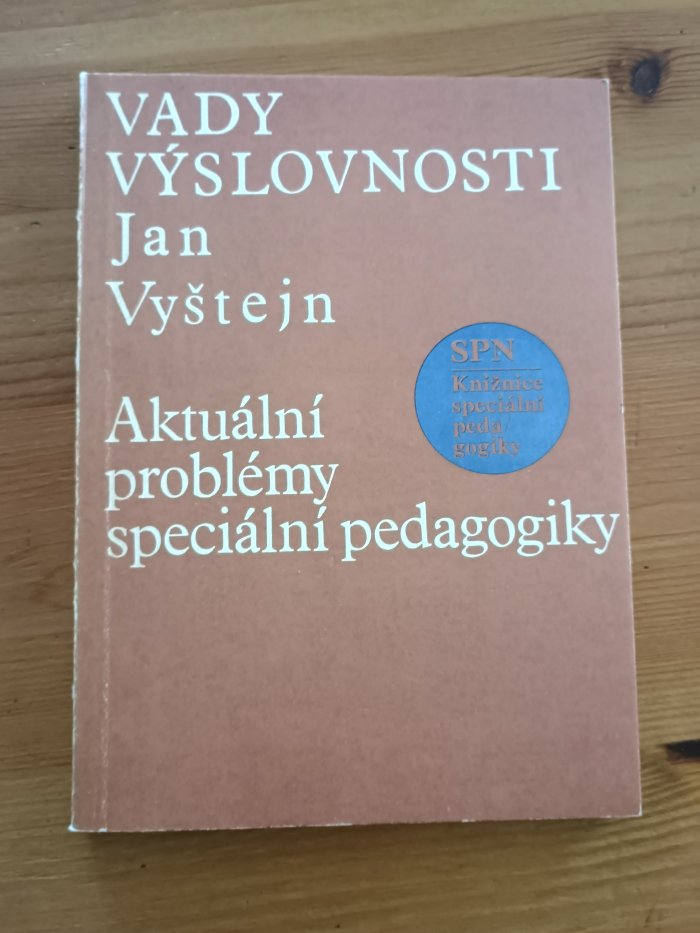 VADY
VÝSLOVNOSTI
Jan
Vyštejn
SPN
Knižnice
speciální
peda/
gogiky
Aktuální
problémy
speciální pedagogiky